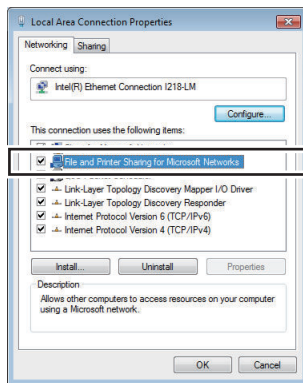 Local Area Connection Properties
Networking Sharing
Connect using:
Intel(R) Ethernet Connection I218-LM
Configure...
This connection uses the following items:
File and Printer Sharing for Microsoft Networks
Link-Layer Topology Discovery Mapper I/O Driver
Link-Layer Topology Discovery Responder
Internet Protocol Version 6 (TCP/IPv6)
Internet Protocol Version 4 (TCP/IPv4)
Install... Uninstall Properties
Description
Allows other computers to access resources on your computer
using a Microsoft network.
OK Cancel